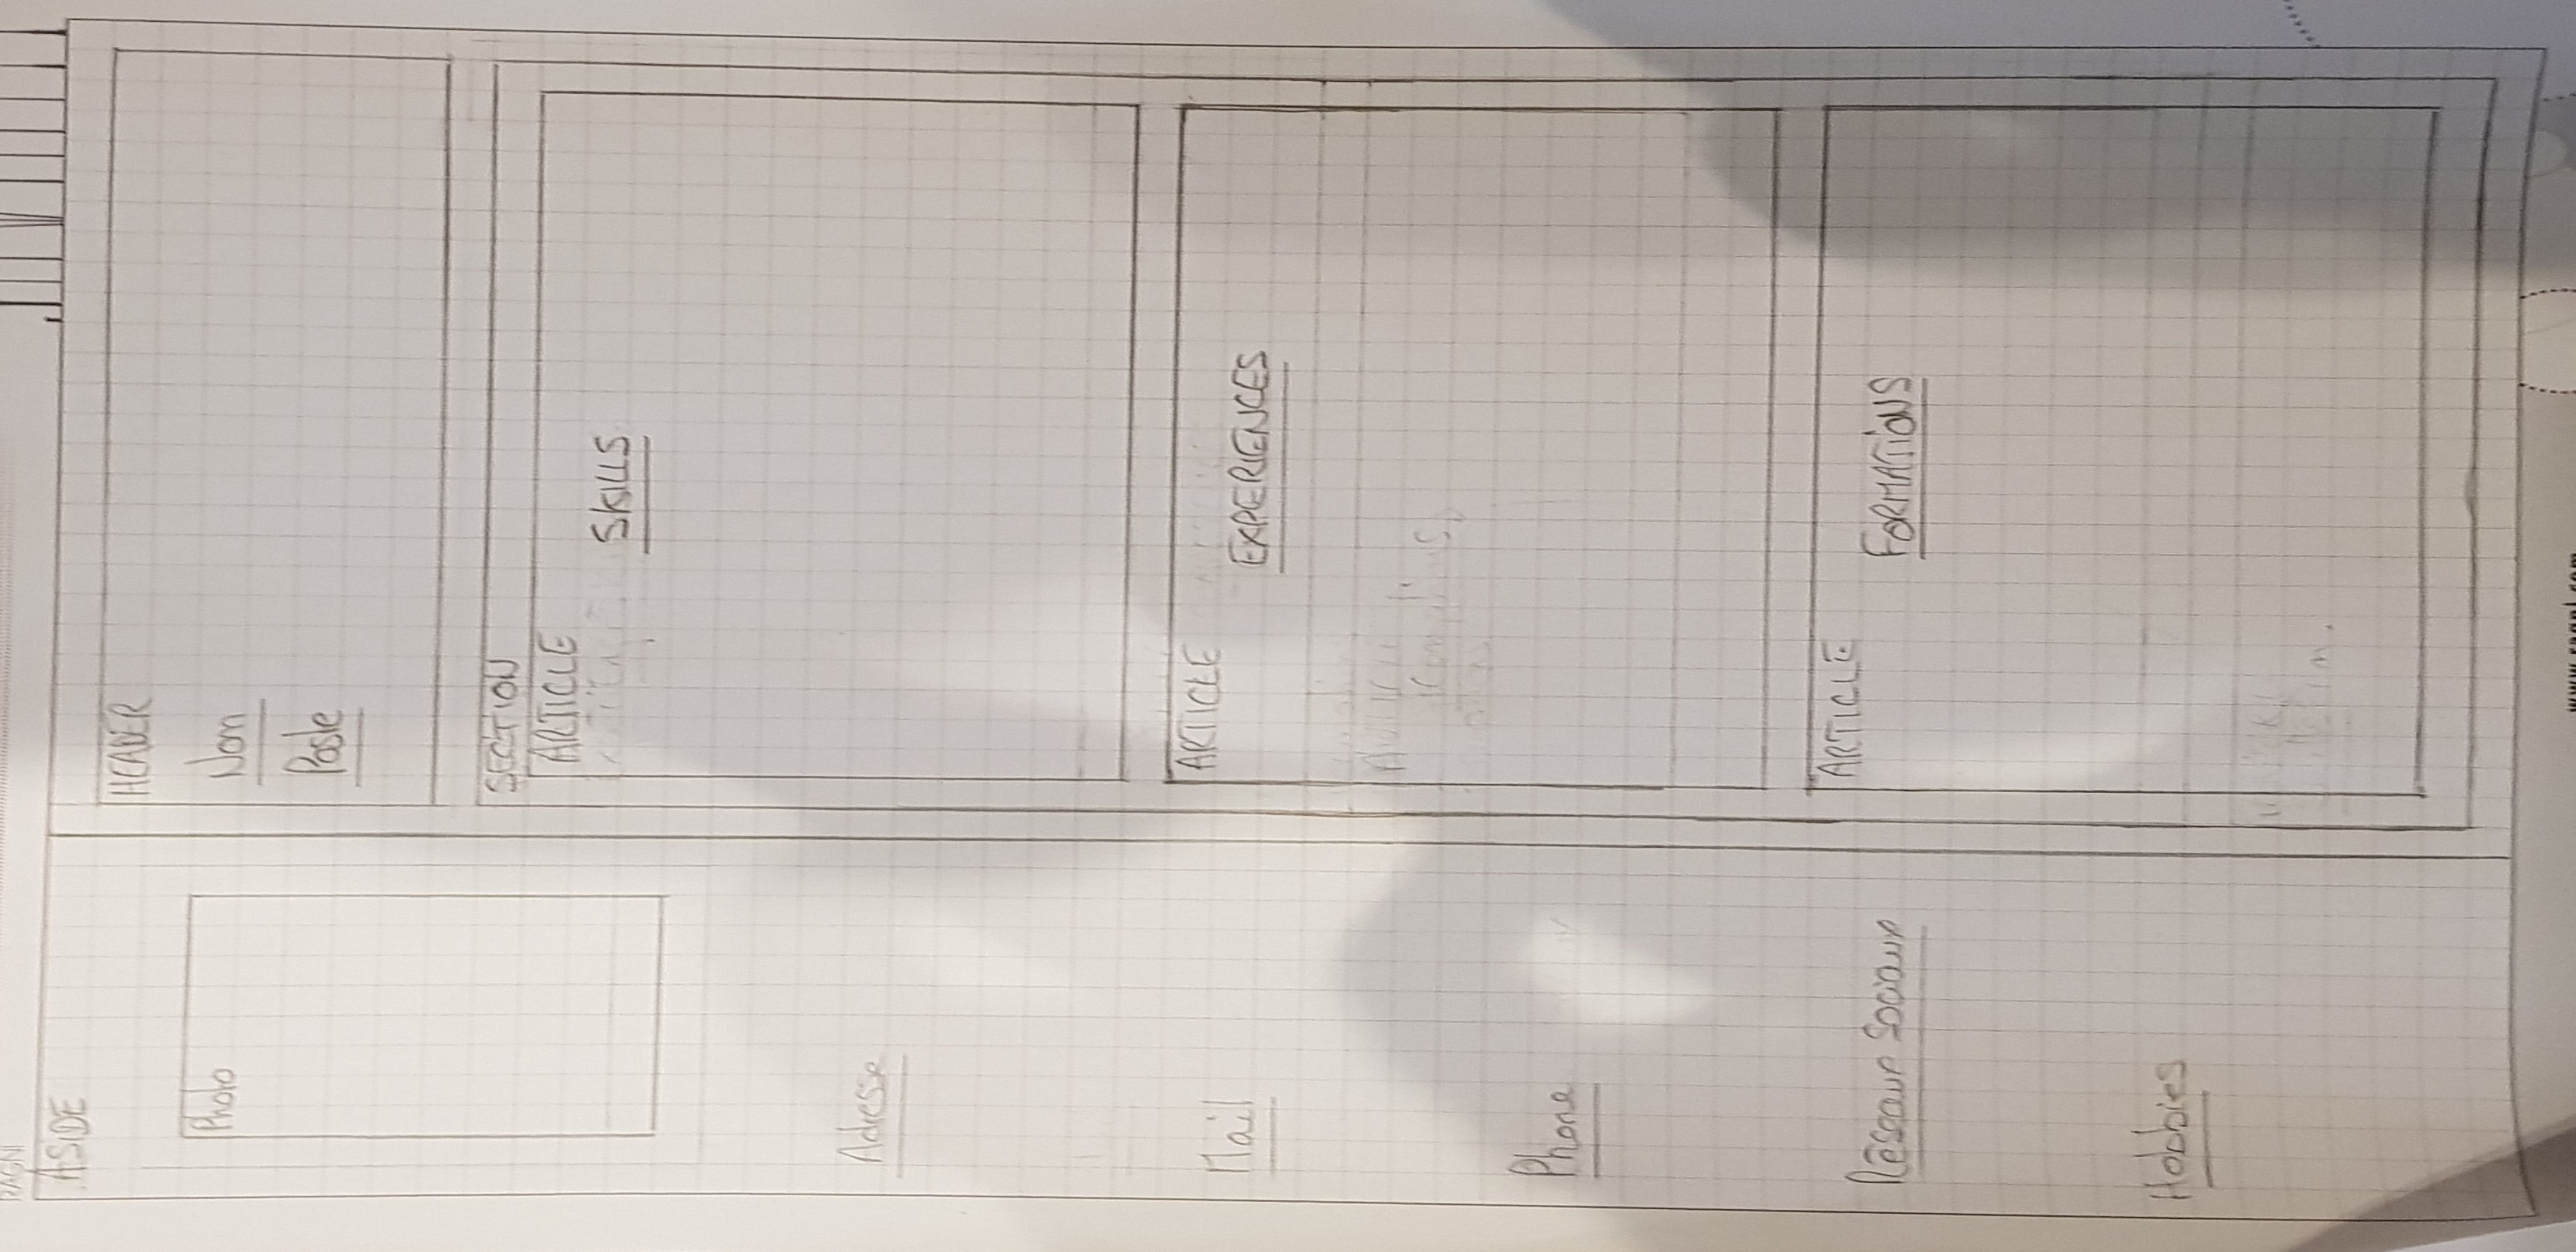 RAGNI
ASIDE
Photo
Adresse
Mail
Phone
Réseaux Sociaux
Hobbies
HEADER
Nom
Poste
SECTION
ARTICLE
SKILLS
ARTICLE
EXPERIENCES
ARTICLE
FORMATIONS
www.ragni.com